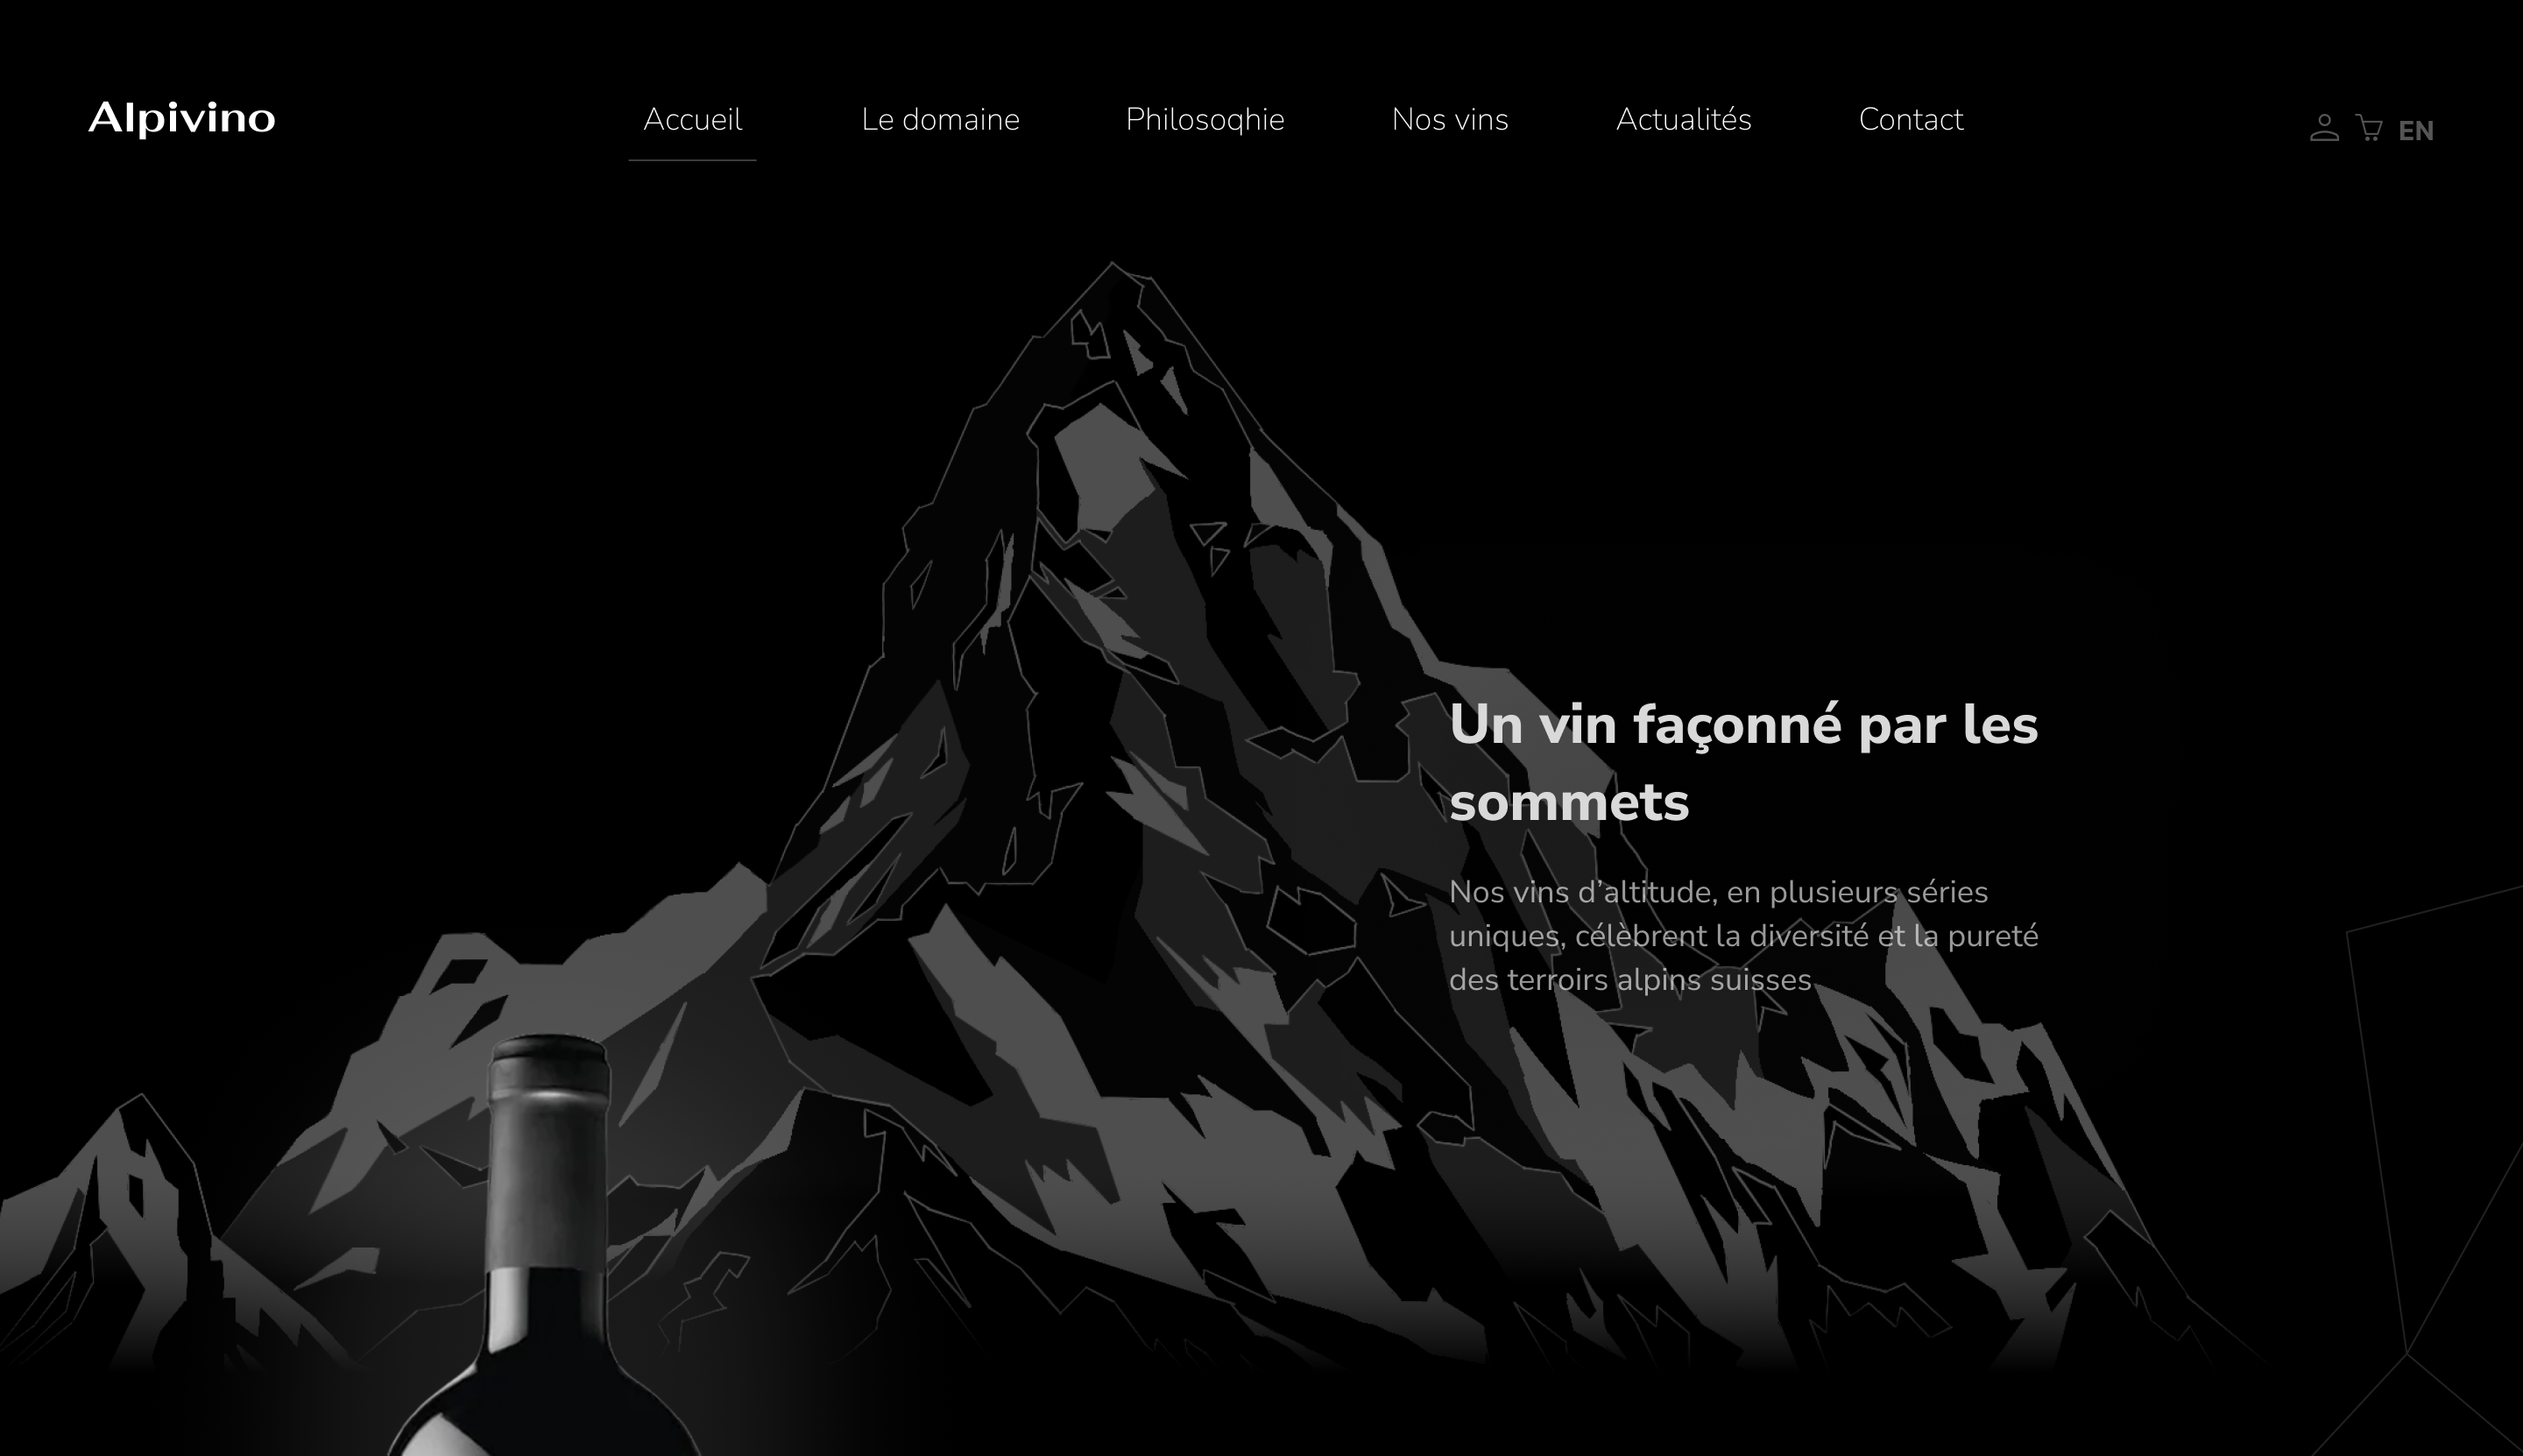 Alpivino
Accueil
Le domaine
Philosoqhie
Nos vins
Actualités
Contact
EN
Un vin façonné par les
sommets
Nos vins d’altitude, en plusieurs séries
uniques, célèbrent la diversité et la pureté
des terroirs alpins suisses